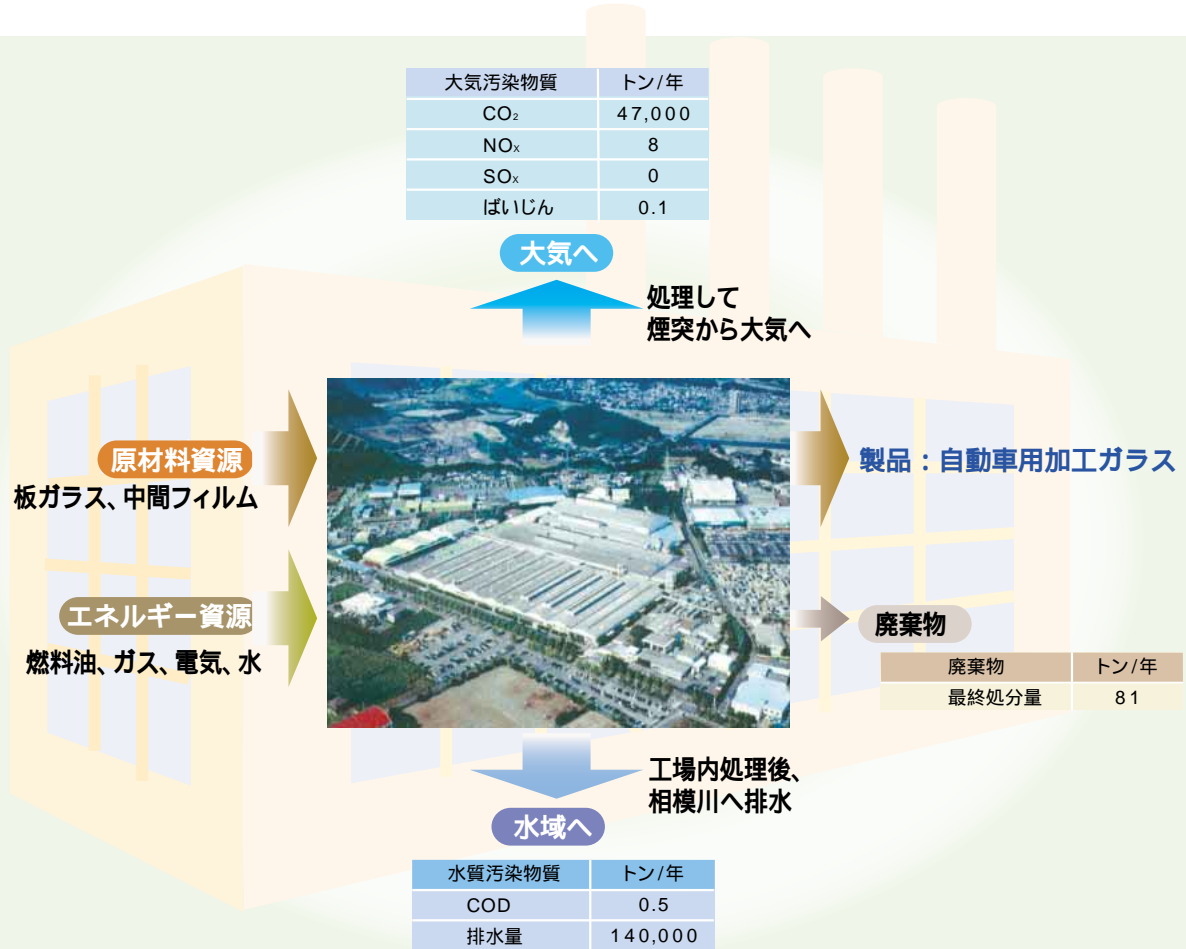 大気汚染物質 トン/年
CO₂ 47,000
NOx 8
SOx 0
ばいじん 0.1
大気へ
処理して
煙突から大気へ
原材料資源
板ガラス、中間フィルム
製品：自動車用加工ガラス
エネルギー資源
燃料油、ガス、電気、水
廃棄物
廃棄物 トン/年
最終処分量 81
工場内処理後、
相模川へ排水
水域へ
水質汚染物質 トン/年
COD 0.5
排水量 140,000